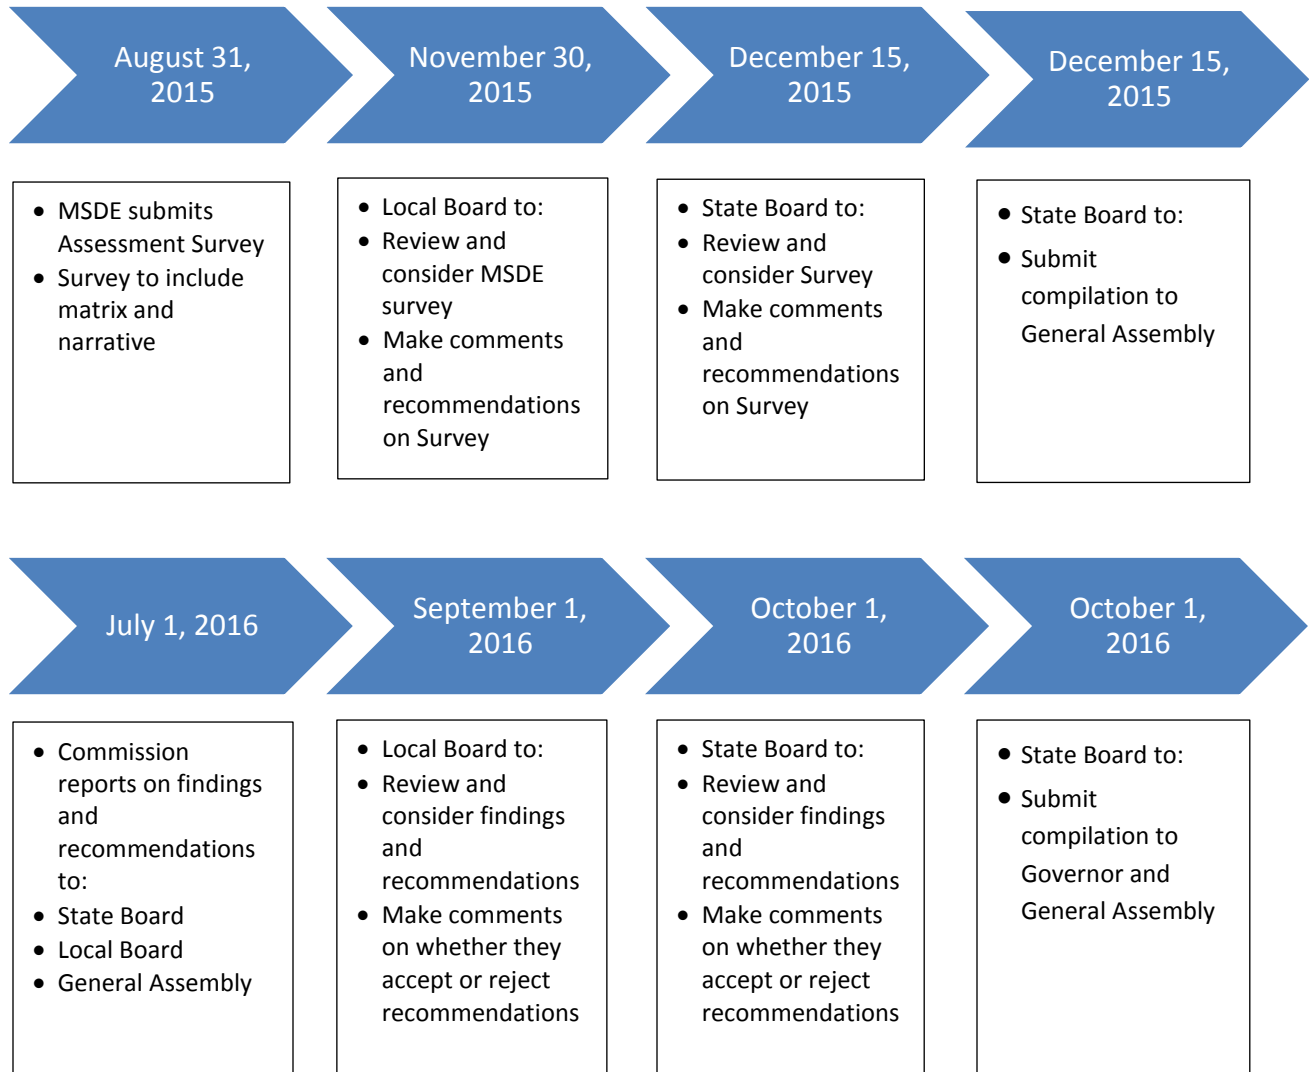 August 31,
2015
November 30,
2015
December 15,
2015
December 15,
2015
• MSDE submits
Assessment Survey
• Survey to include
matrix and
narrative
• Local Board to:
• Review and
consider MSDE
survey
• Make comments
and
recommendations
on Survey
• State Board to:
• Review and
consider Survey
• Make comments
and
recommendations
on Survey
• State Board to:
• Submit
compilation to
General Assembly
July 1, 2016
September 1,
2016
October 1,
2016
October 1,
2016
• Commission
reports on findings
and
recommendations
to:
• State Board
• Local Board
• General Assembly
• Local Board to:
• Review and
consider findings
and
recommendations
• Make comments
on whether they
accept or reject
recommendations
• State Board to:
• Review and
consider findings
and
recommendations
• Make comments
on whether they
accept or reject
recommendations
• State Board to:
• Submit
compilation to
Governor and
General Assembly